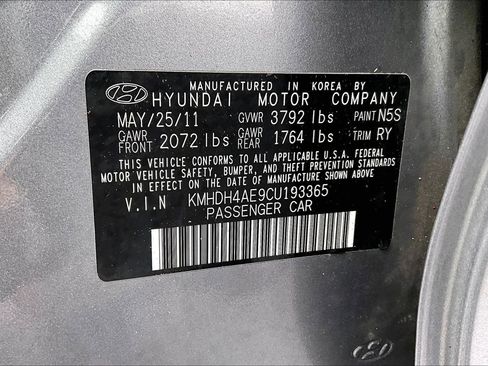 MANUFACTURED IN KOREA BY
HYUNDAI MOTOR COMPANY
MAY/25/11 GVWR 3792 lbs PAINT N5S
GAWR FRONT 2072 lbs GAWR REAR 1764 lbs TRIM RY
THIS VEHICLE CONFORMS TO ALL APPLICABLE U.S.A. FEDERAL
MOTOR VEHICLE SAFETY, BUMPER, AND THEFT PREVENTION STANDARDS
IN EFFECT ON THE DATE OF MANUFACTURE SHOWN ABOVE.
V.I.N KMHDH4AE9CU193365
PASSENGER CAR